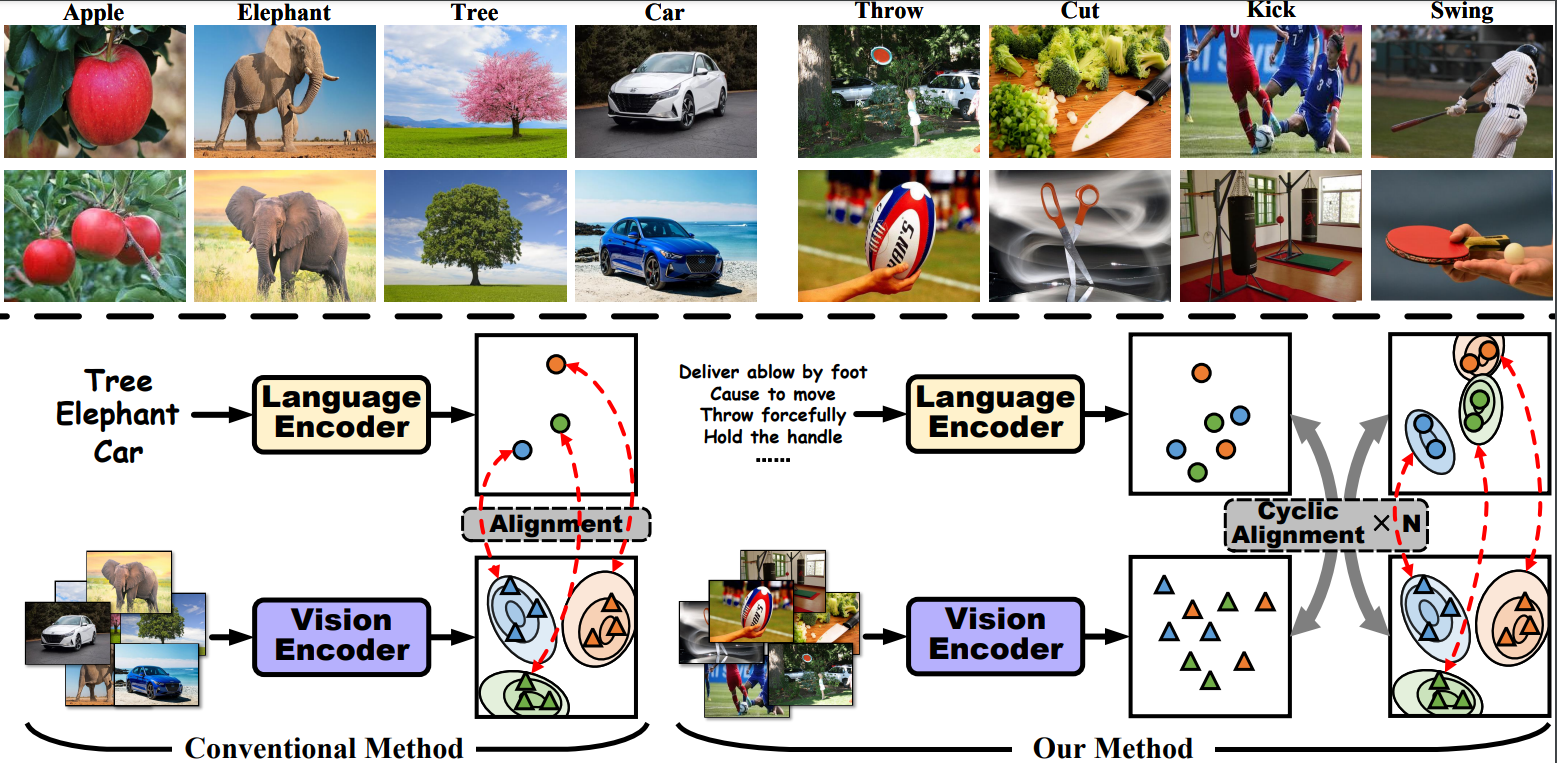 Apple Elephant Tree Car Throw Cut Kick Swing
S.NOH
Tree
Elephant
Car
Language
Encoder
Alignment
Vision
Encoder
Conventional Method
Deliver ablow by foot
Cause to move
Throw forcefully
Hold the handle
......
Language
Encoder
Cyclic
Alignment × N
Vision
Encoder
Our Method